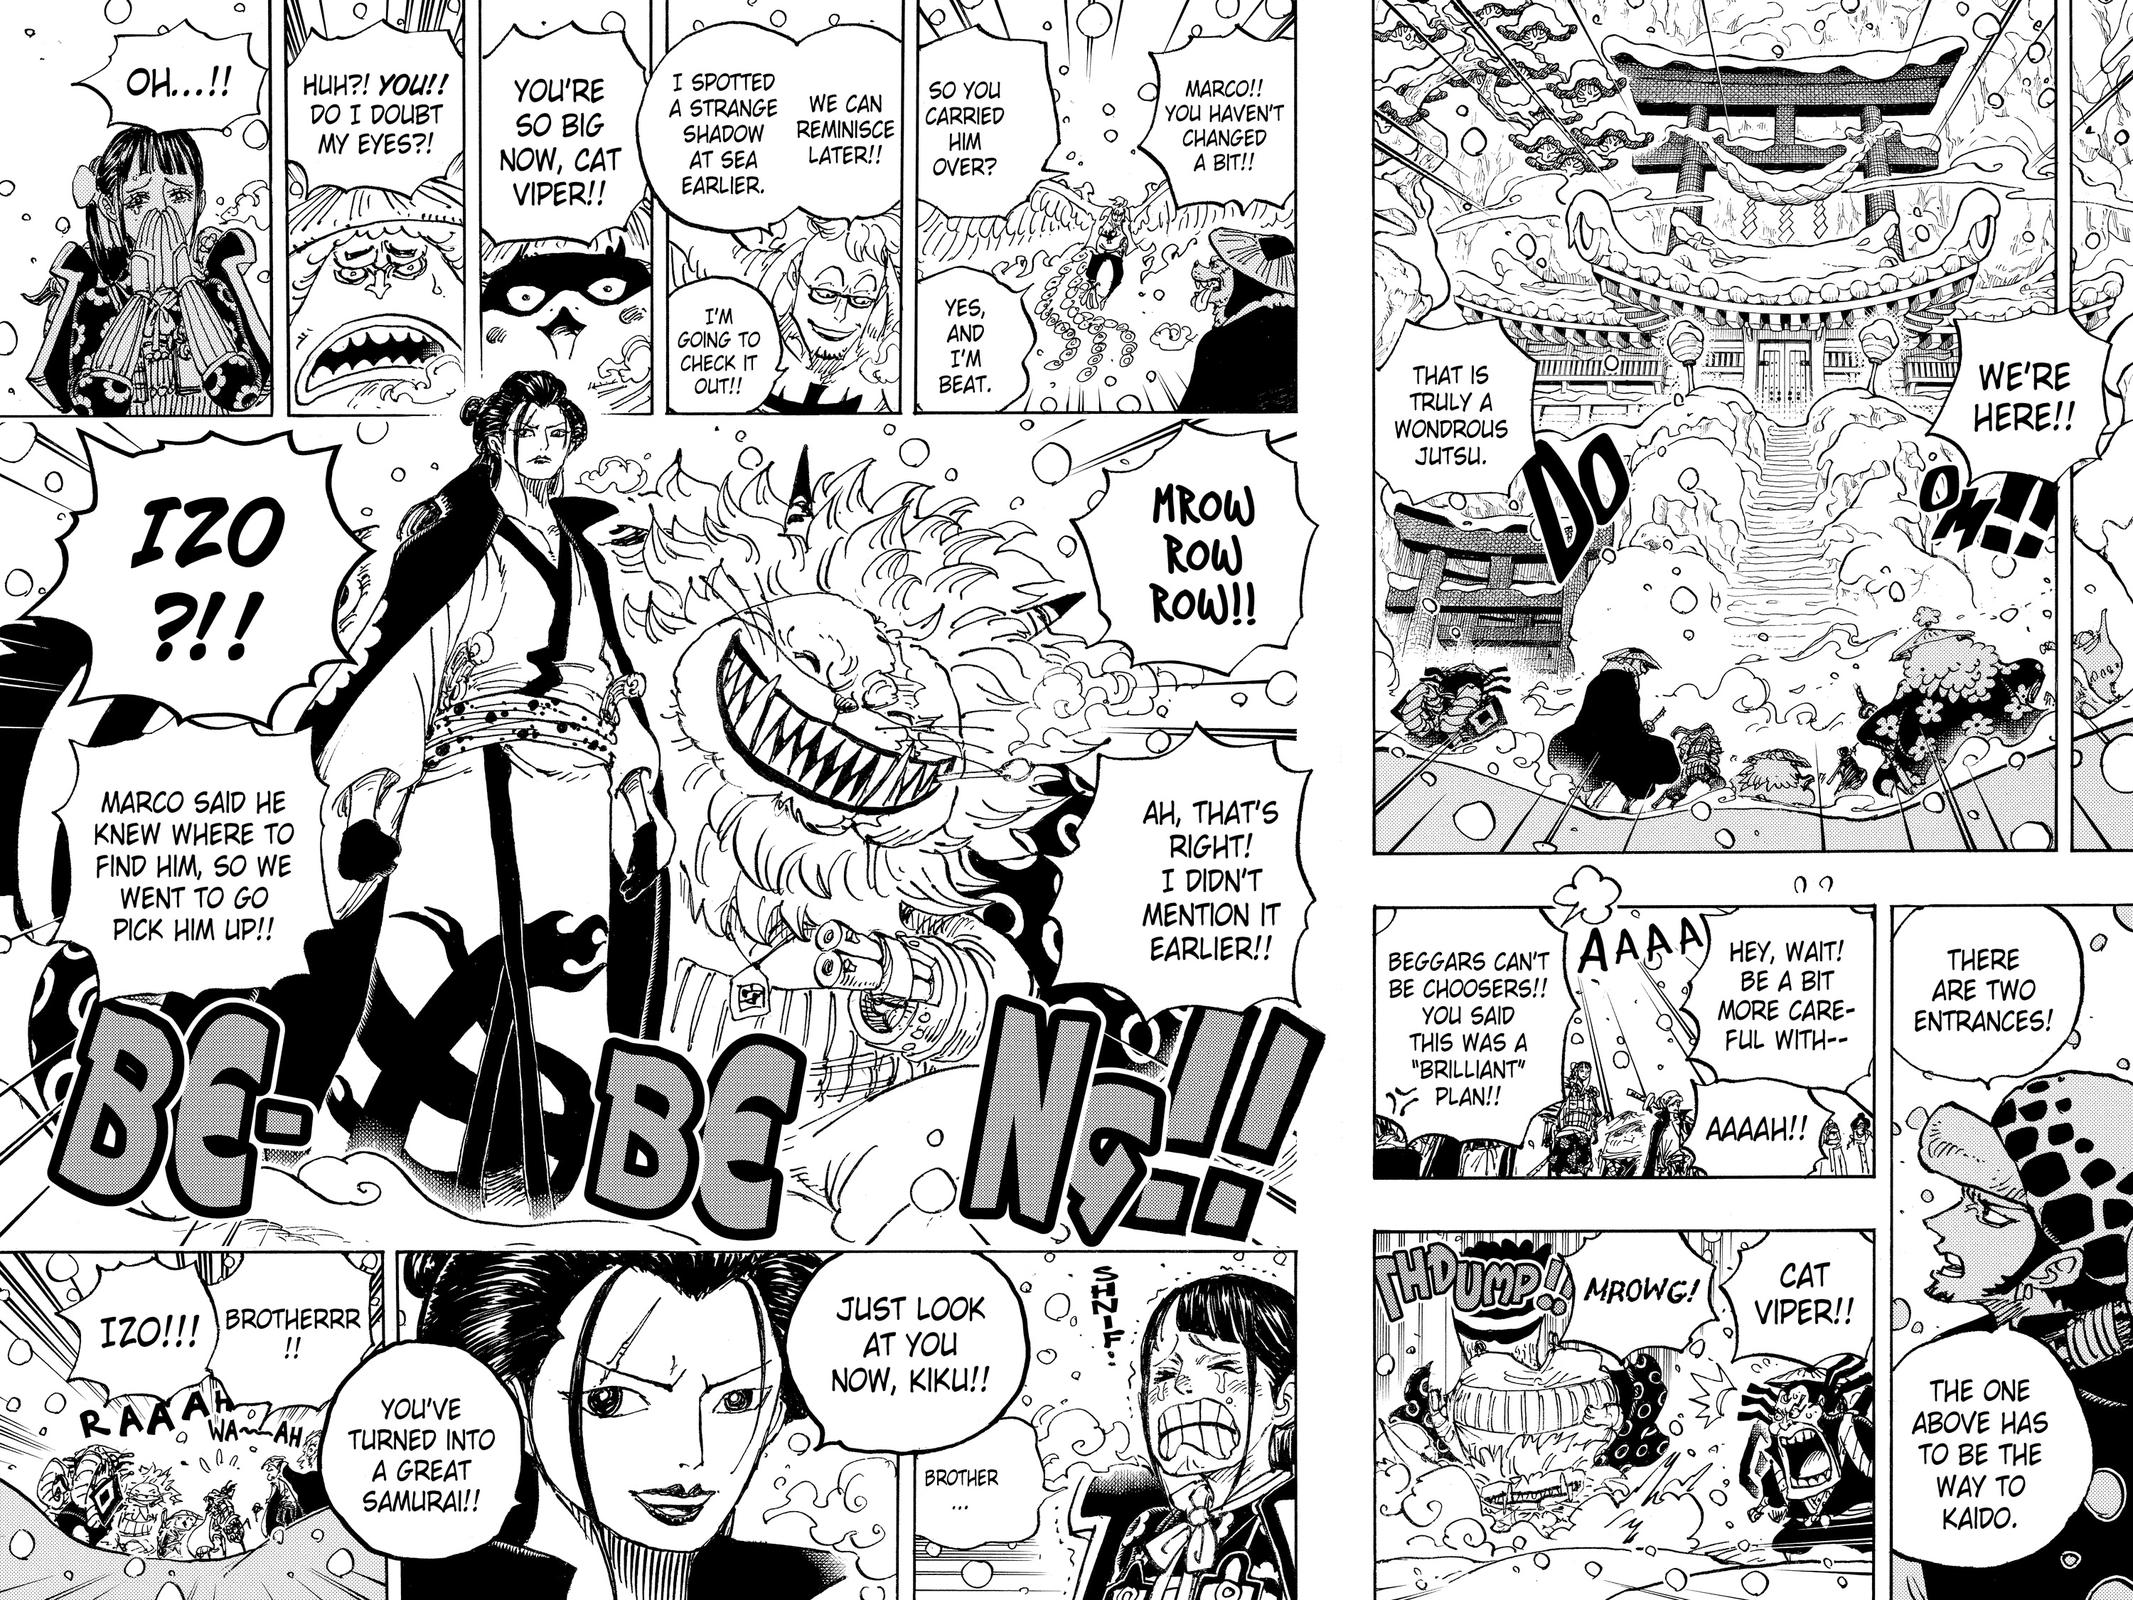 WE'RE
HERE!!
THAT IS
TRULY A
WONDROUS
JUTSU.
DO
OM!!
THERE
ARE TWO
ENTRANCES!
THE ONE
ABOVE HAS
TO BE THE
WAY TO
KAIDO.
HEY, WAIT!
BE A BIT
MORE CARE-
FUL WITH--
AAAA
AAAAH!!
BEGGARS CAN'T
BE CHOOSERS!!
YOU SAID
THIS WAS A
"BRILLIANT"
PLAN!!
CAT
VIPER!!
MROWG!
THDUMP!!
MARCO!!
YOU HAVEN'T
CHANGED
A BIT!!
SO YOU
CARRIED
HIM
OVER?
YES,
AND
I'M
BEAT.
WE CAN
REMINISCE
LATER!!
I SPOTTED
A STRANGE
SHADOW
AT SEA
EARLIER.
I'M
GOING TO
CHECK IT
OUT!!
YOU'RE
SO BIG
NOW, CAT
VIPER!!
HUH?! YOU!!
DO I DOUBT
MY EYES?!
OH...!!
MROW
ROW
ROW!!
AH, THAT'S
RIGHT!
I DIDN'T
MENTION IT
EARLIER!!
IZO
?!!
MARCO SAID HE
KNEW WHERE TO
FIND HIM, SO WE
WENT TO GO
PICK HIM UP!!
BE-
BE
NG!!
SHNIF..
BROTHER
...
JUST LOOK
AT YOU
NOW, KIKU!!
YOU'VE
TURNED INTO
A GREAT
SAMURAI!!
BROTHERRR
!!
IZO!!!
RAAAH
WA~~AH